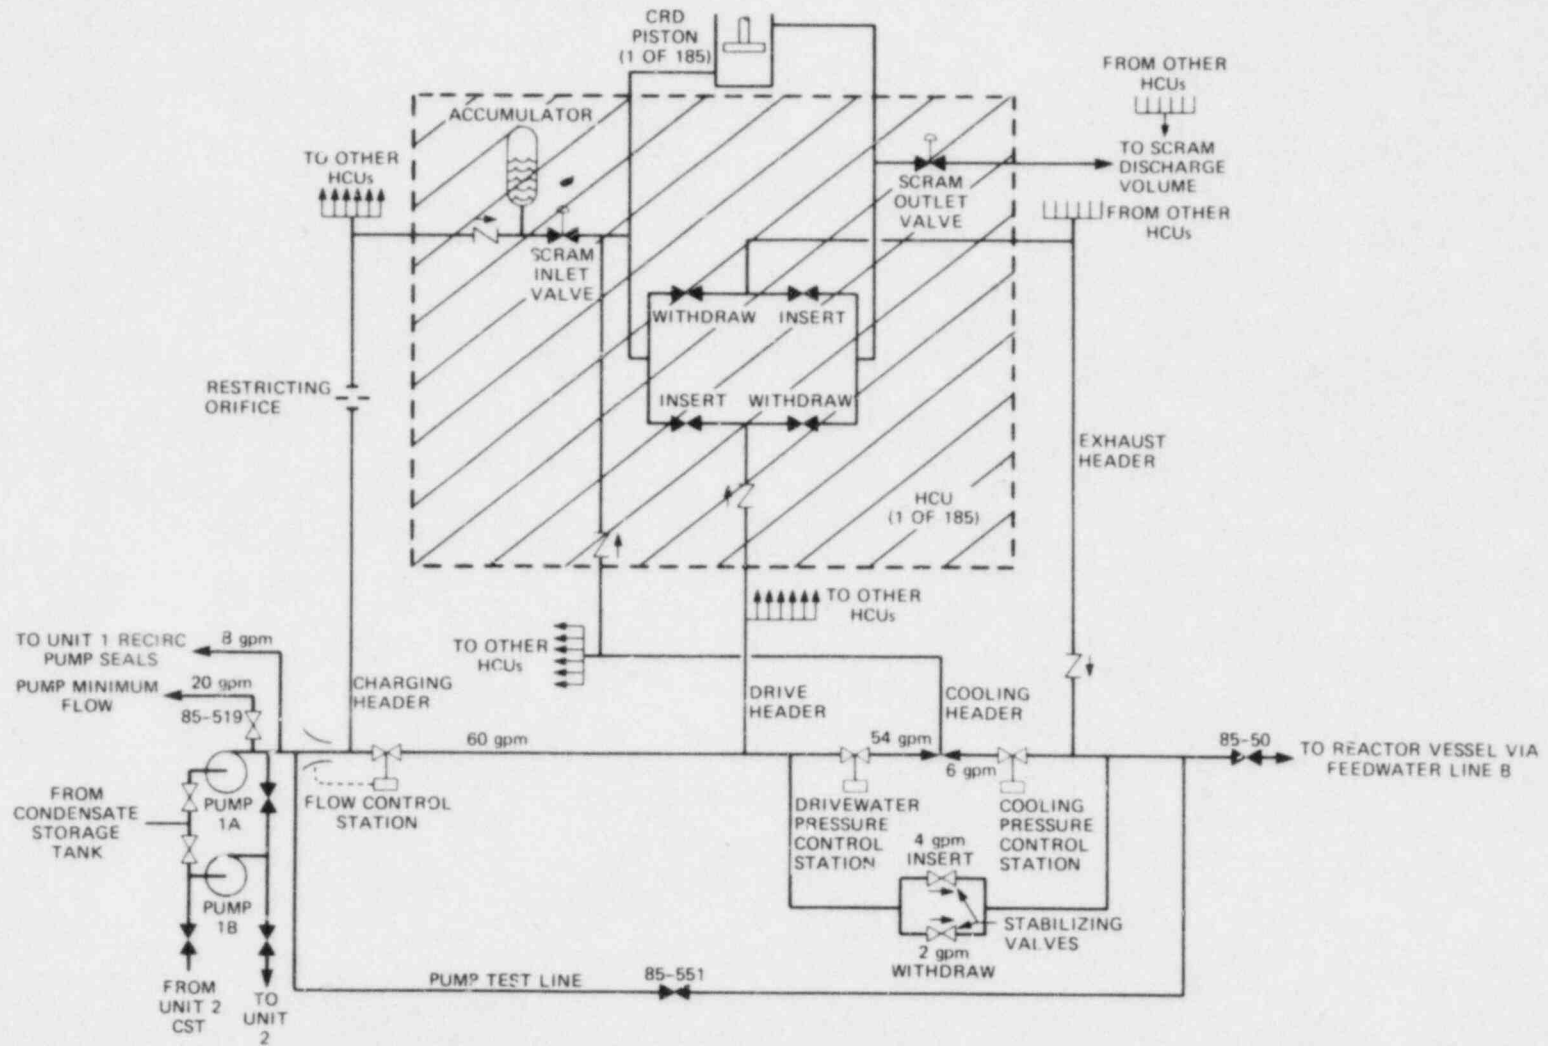 CRD
PISTON
(1 OF 185)
FROM OTHER
HCUs
ACCUMULATOR
TO OTHER
HCUs
TO SCRAM
DISCHARGE
VOLUME
SCRAM
OUTLET
VALVE
FROM OTHER
HCUs
SCRAM
INLET
VALVE
WITHDRAW
INSERT
RESTRICTING
ORIFICE
INSERT
WITHDRAW
EXHAUST
HEADER
HCU
(1 OF 185)
TO OTHER
HCUs
TO UNIT 1 RECIRC
PUMP SEALS
8 gpm
TO OTHER
HCUs
PUMP MINIMUM
FLOW
20 gpm
CHARGING
HEADER
DRIVE
HEADER
COOLING
HEADER
85-519
60 gpm
54 gpm
6 gpm
85-50
TO REACTOR VESSEL VIA
FEEDWATER LINE B
FROM
CONDENSATE
STORAGE
TANK
PUMP
1A
FLOW CONTROL
STATION
DRIVEWATER
PRESSURE
CONTROL
STATION
COOLING
PRESSURE
CONTROL
STATION
4 gpm
INSERT
PUMP
1B
STABILIZING
VALVES
2 gpm
WITHDRAW
PUMP TEST LINE
85-551
FROM
UNIT 2
CST
TO
UNIT
2